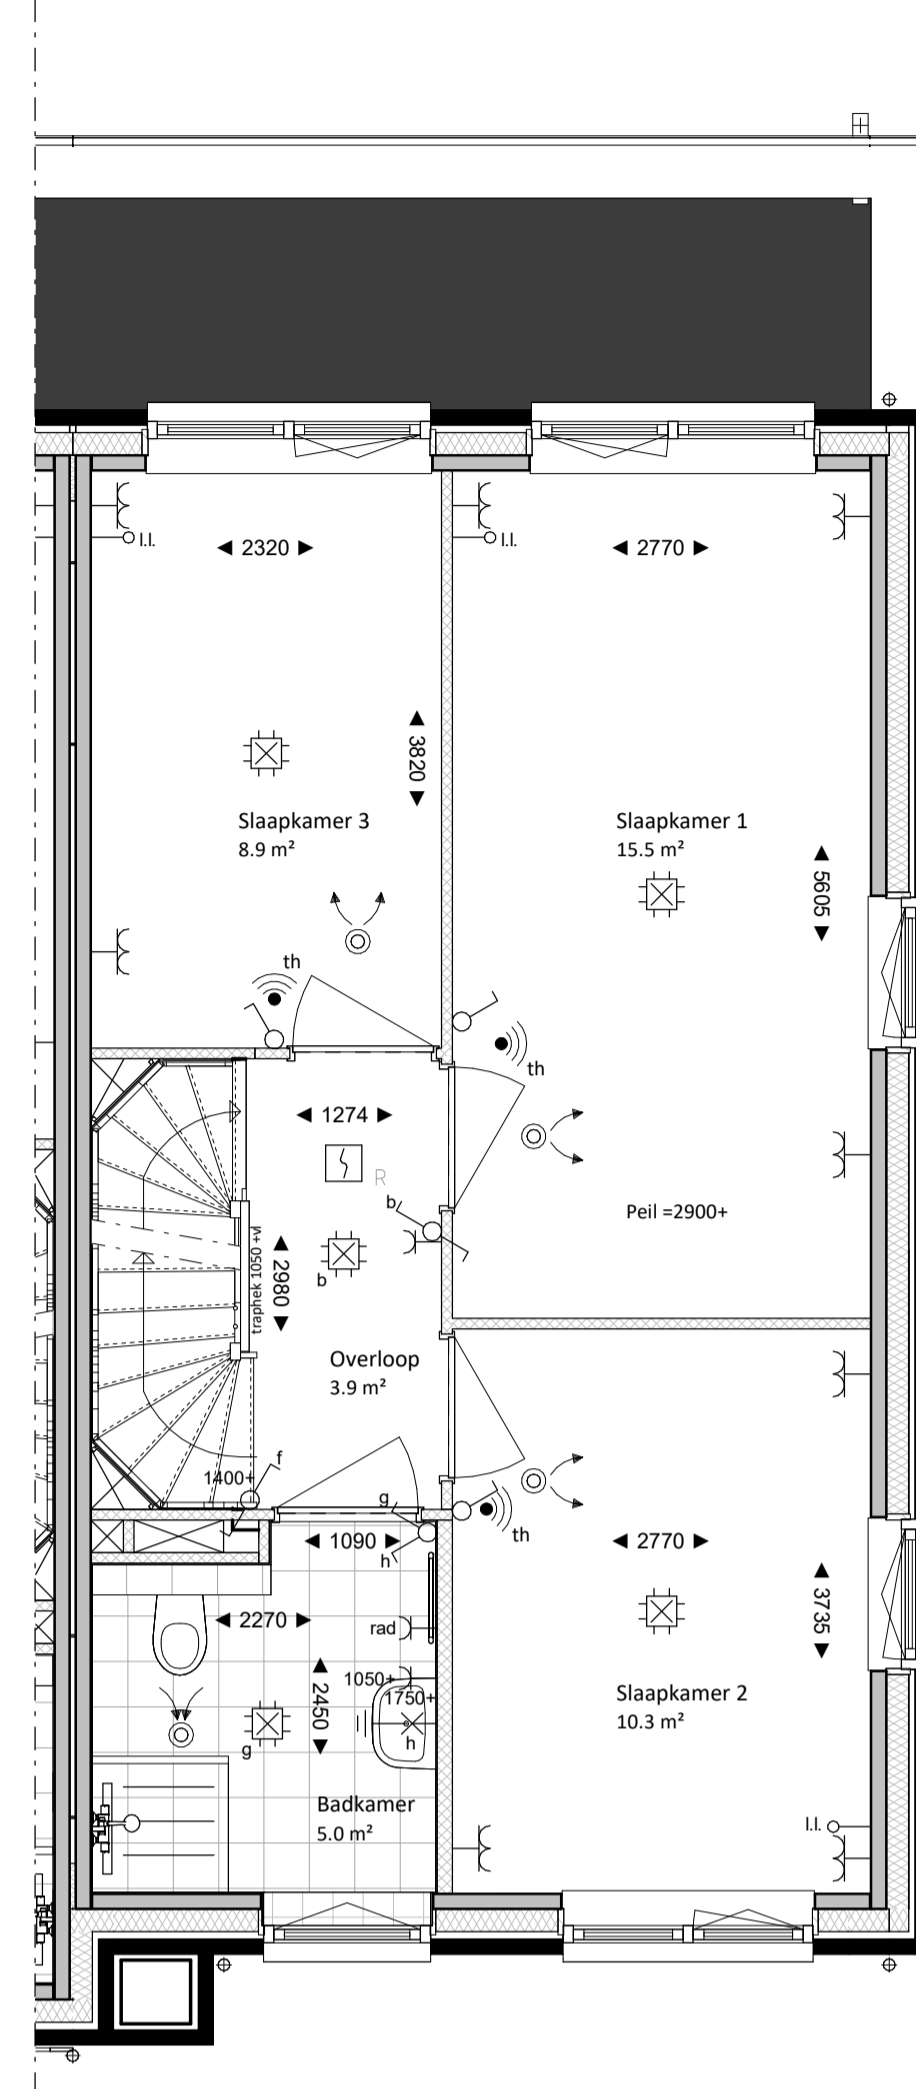 l.l.
2320
l.l.
2770
3820
Slaapkamer 3
8.9 m²
Slaapkamer 1
15.5 m²
5605
th
th
1274
R
b
Peil =2900+
b
2980
traphek 1050 +vl
Overloop
3.9 m²
f
1400+
g
h
1090
th
2770
3735
2270
rad
1050+
1750+
2450
g
h
Slaapkamer 2
10.3 m²
Badkamer
5.0 m²
l.l.